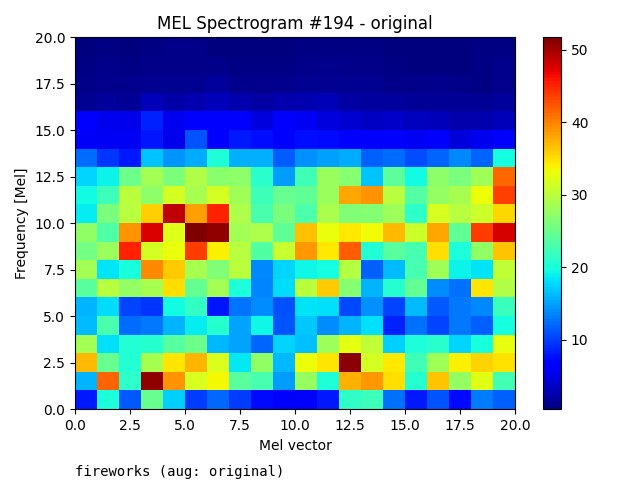 MEL Spectrogram #194 - original
20.0
17.5
15.0
12.5
10.0
7.5
5.0
2.5
0.0
Frequency [Mel]
0.0 2.5 5.0 7.5 10.0 12.5 15.0 17.5 20.0
Mel vector
50
40
30
20
10
fireworks (aug: original)